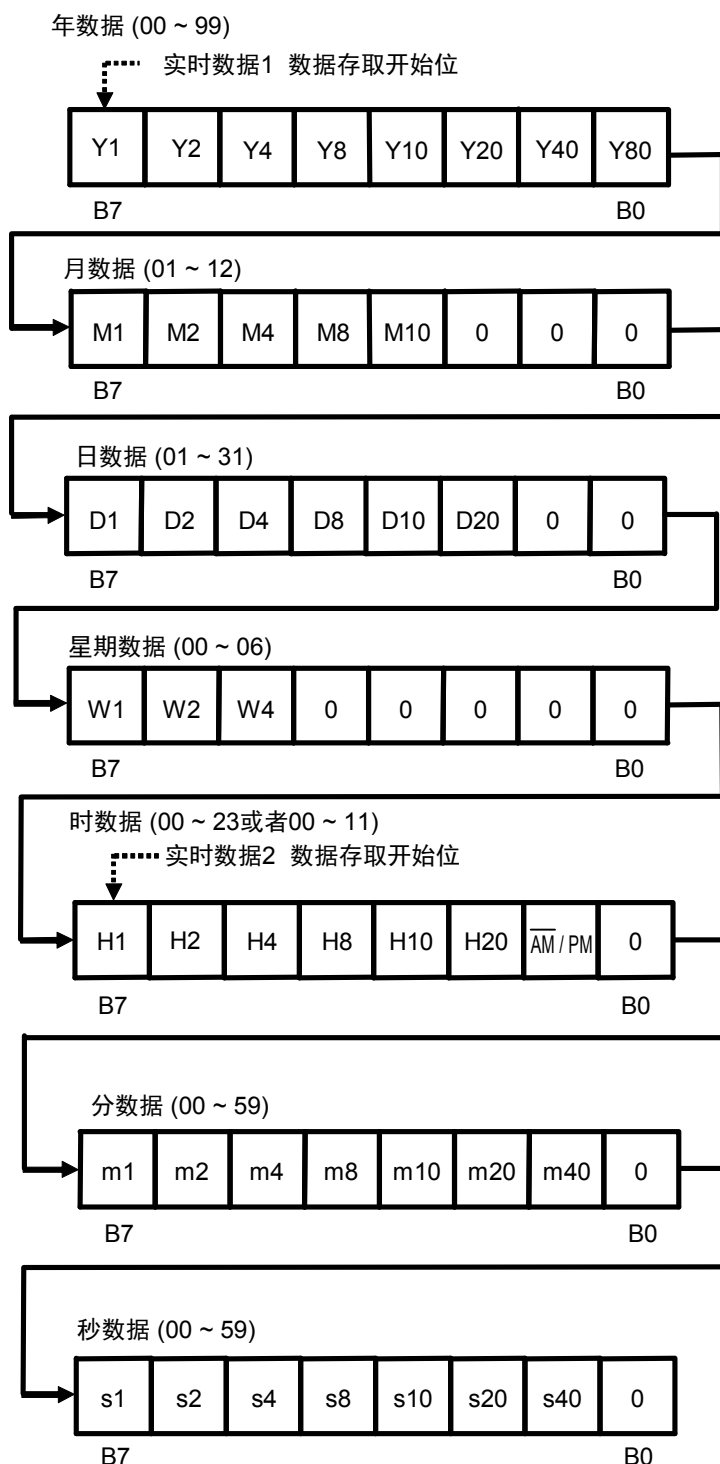 年数据 (00 ~ 99)
实时数据1 数据存取开始位
Y1 Y2 Y4 Y8 Y10 Y20 Y40 Y80
B7 B0
月数据 (01 ~ 12)
M1 M2 M4 M8 M10 0 0 0
B7 B0
日数据 (01 ~ 31)
D1 D2 D4 D8 D10 D20 0 0
B7 B0
星期数据 (00 ~ 06)
W1 W2 W4 0 0 0 0 0
B7 B0
时数据 (00 ~ 23或者00 ~ 11)
实时数据2 数据存取开始位
H1 H2 H4 H8 H10 H20 A̅M̅ / PM 0
B7 B0
分数据 (00 ~ 59)
m1 m2 m4 m8 m10 m20 m40 0
B7 B0
秒数据 (00 ~ 59)
s1 s2 s4 s8 s10 s20 s40 0
B7 B0